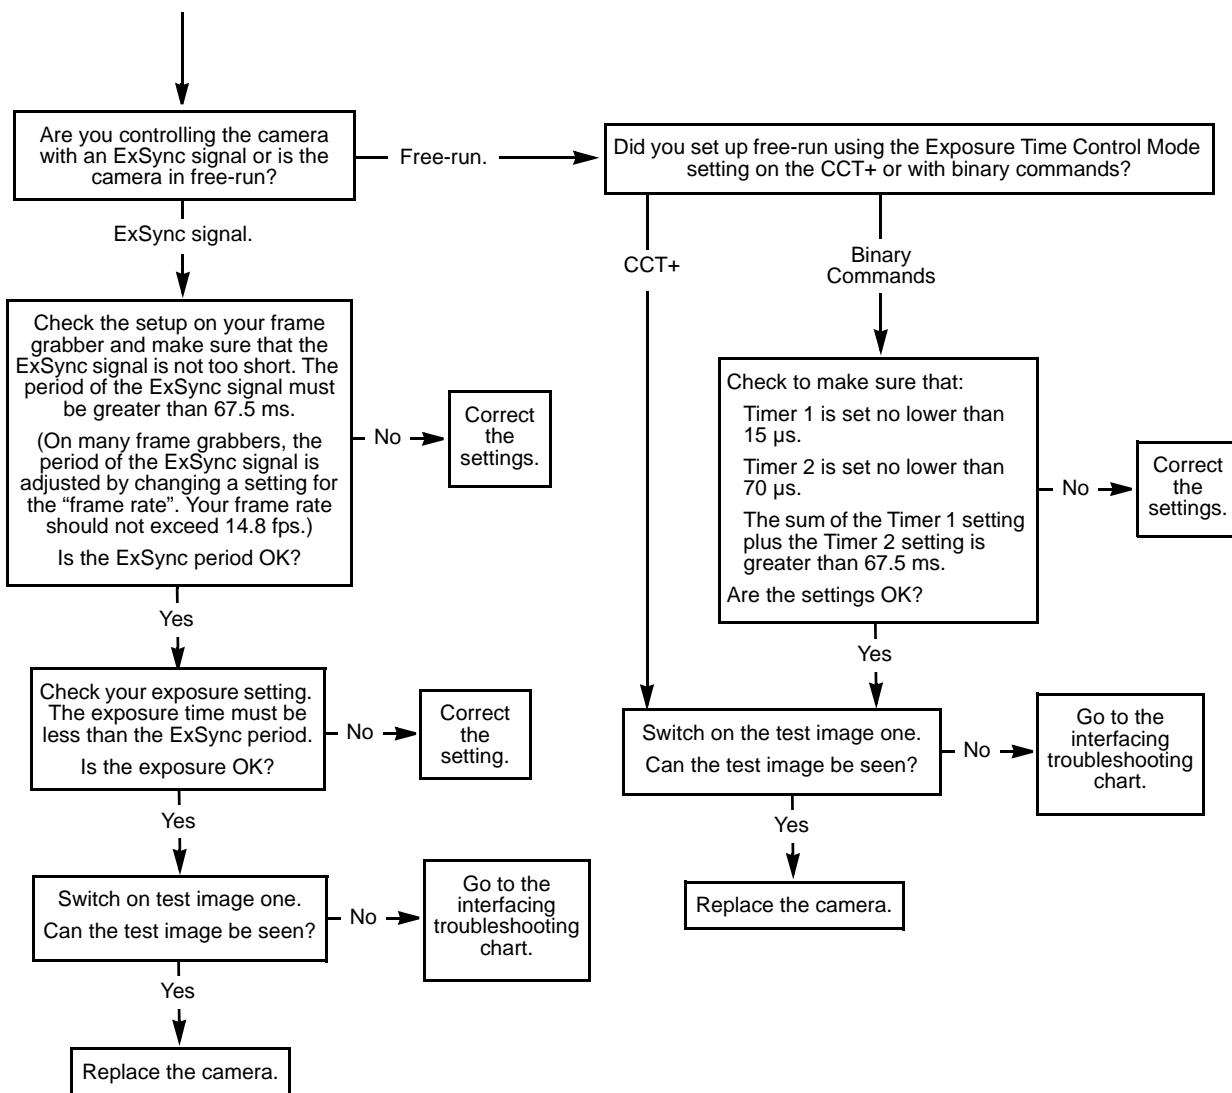 Are you controlling the camera
with an ExSync signal or is the
camera in free-run?
Free-run.
Did you set up free-run using the Exposure Time Control Mode
setting on the CCT+ or with binary commands?
ExSync signal.
CCT+
Binary
Commands
Check the setup on your frame
grabber and make sure that the
ExSync signal is not too short. The
period of the ExSync signal must
be greater than 67.5 ms.
(On many frame grabbers, the
period of the ExSync signal is
adjusted by changing a setting for
the “frame rate”. Your frame rate
should not exceed 14.8 fps.)
Is the ExSync period OK?
No
Correct
the
settings.
Check to make sure that:
Timer 1 is set no lower than
15 µs.
Timer 2 is set no lower than
70 µs.
The sum of the Timer 1 setting
plus the Timer 2 setting is
greater than 67.5 ms.
Are the settings OK?
No
Correct
the
settings.
Yes
Yes
Check your exposure setting.
The exposure time must be
less than the ExSync period.
Is the exposure OK?
No
Correct
the
setting.
Switch on the test image one.
Can the test image be seen?
No
Go to the
interfacing
troubleshooting
chart.
Yes
Yes
Switch on test image one.
Can the test image be seen?
No
Go to the
interfacing
troubleshooting
chart.
Replace the camera.
Yes
Replace the camera.